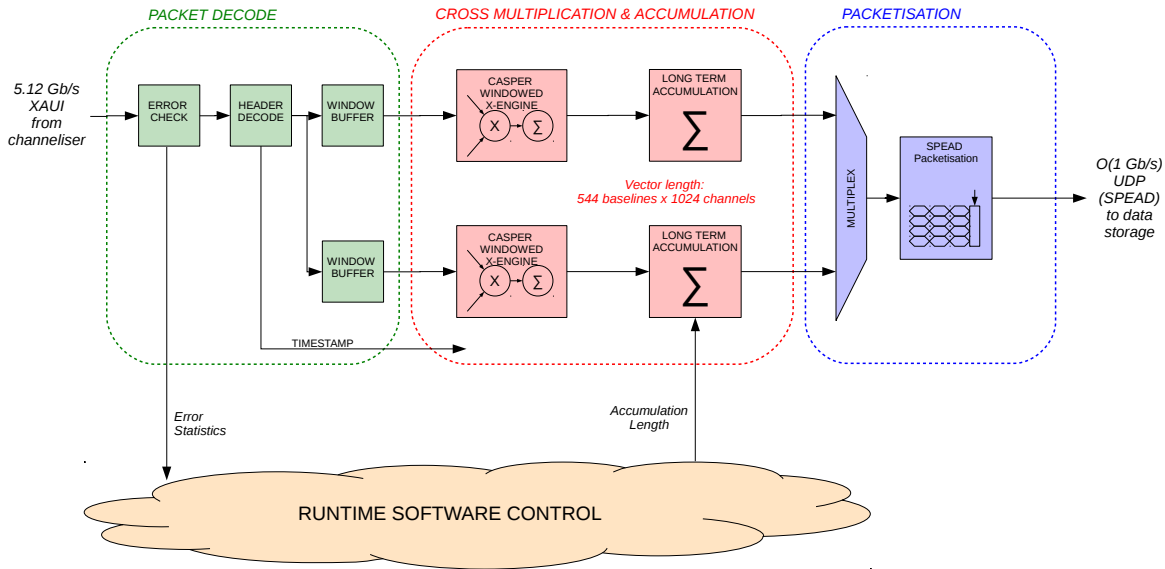 PACKET DECODE
CROSS MULTIPLICATION & ACCUMULATION
PACKETISATION
5.12 Gb/s
XAUI
from
channeliser
ERROR
CHECK
HEADER
DECODE
WINDOW
BUFFER
CASPER
WINDOWED
X-ENGINE
X
Σ
LONG TERM
ACCUMULATION
Σ
MULTIPLEX
SPEAD
Packetisation
O(1 Gb/s)
UDP
(SPEAD)
to data
storage
Vector length:
544 baselines x 1024 channels
WINDOW
BUFFER
CASPER
WINDOWED
X-ENGINE
X
Σ
LONG TERM
ACCUMULATION
Σ
TIMESTAMP
Error
Statistics
Accumulation
Length
RUNTIME SOFTWARE CONTROL